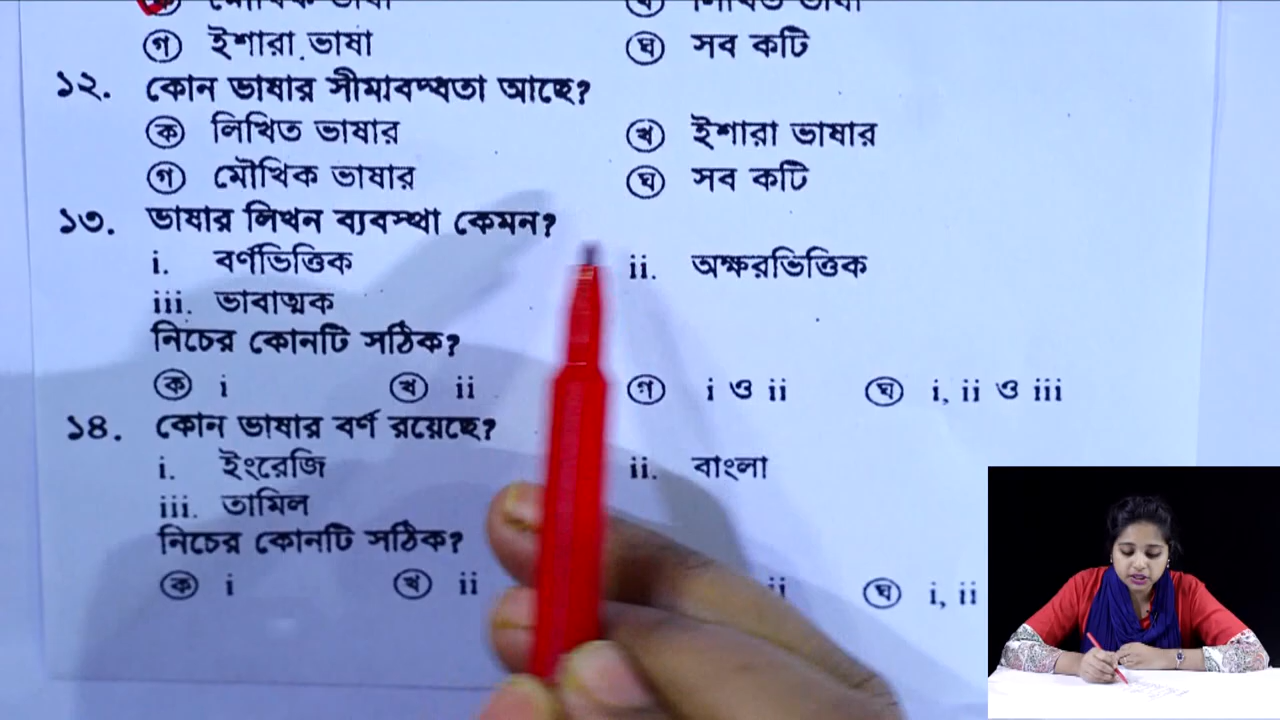 মৌখিক ভাষা লিখিত ভাষা
গ ইশারা ভাষা ঘ সব কটি
১২. কোন ভাষার সীমাবদ্ধতা আছে?
ক লিখিত ভাষার খ ইশারা ভাষার
গ মৌখিক ভাষার ঘ সব কটি
১৩. ভাষার লিখন ব্যবস্থা কেমন?
i. বর্ণভিত্তিক ii. অক্ষরভিত্তিক
iii. ভাবাত্মক
নিচের কোনটি সঠিক?
ক i খ ii গ i ও ii ঘ i, ii ও iii
১৪. কোন ভাষার বর্ণ রয়েছে?
i. ইংরেজি ii. বাংলা
iii. তামিল
নিচের কোনটি সঠিক?
ক i খ ii ii ঘ i, ii